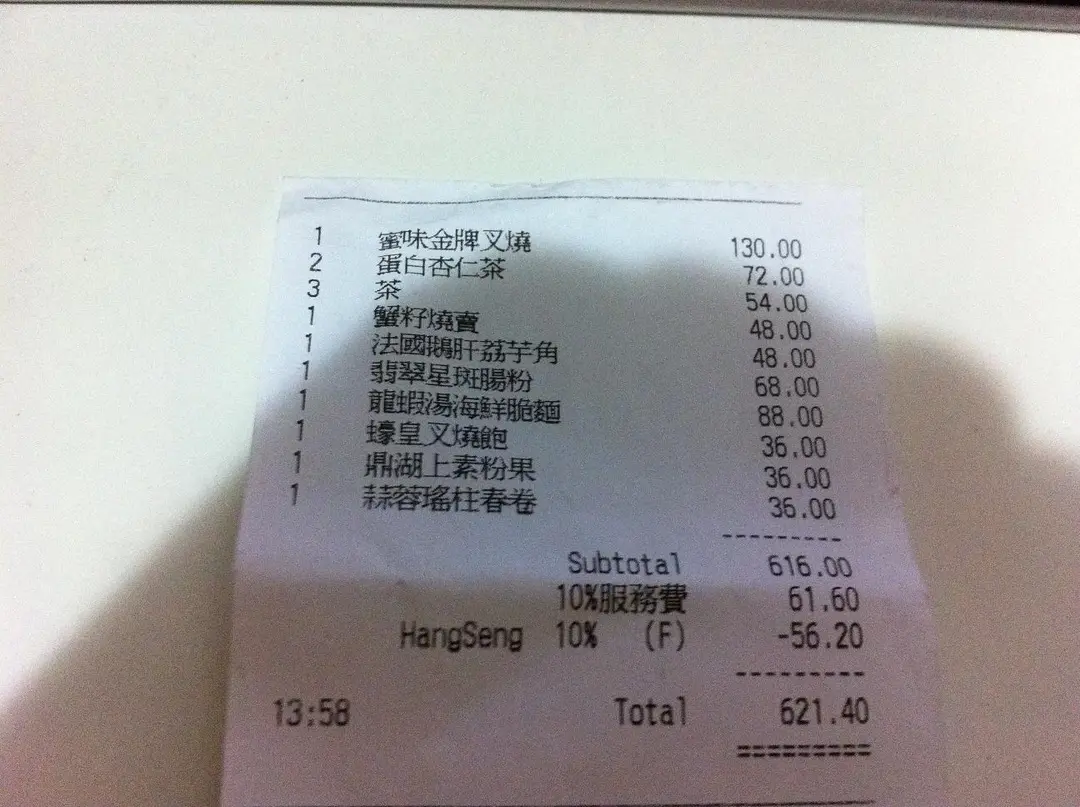 1 蜜味金牌叉燒 130.00
2 蛋白杏仁茶 72.00
3 茶 54.00
1 蟹籽燒賣 48.00
1 法國鵝肝荔芋角 48.00
1 翡翠星斑腸粉 68.00
1 龍蝦湯海鮮脆麵 88.00
1 蠔皇叉燒飽 36.00
1 鼎湖上素粉果 36.00
1 蒜蓉瑤柱春卷 36.00
Subtotal 616.00
10%服務費 61.60
HangSeng 10% (F) -56.20
13:58 Total 621.40